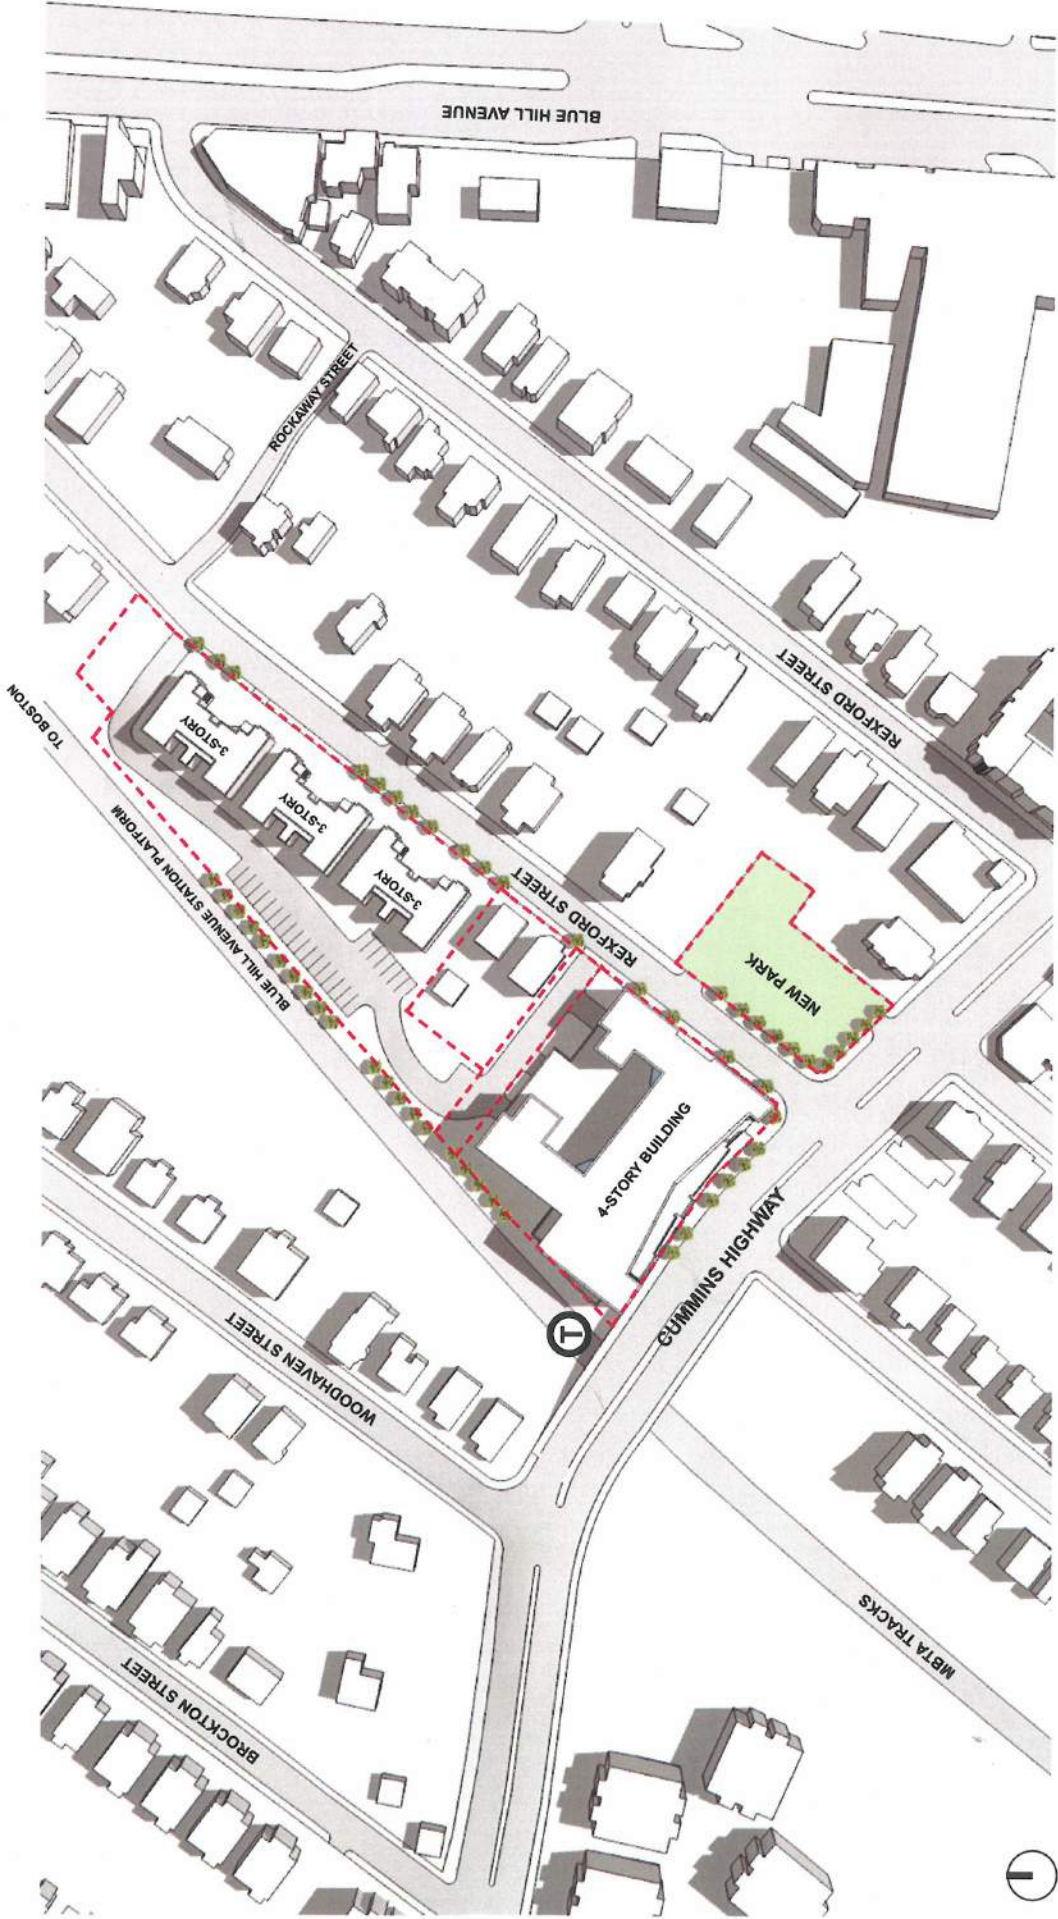 BLUE HILL AVENUE
ROCKAWAY STREET
TO BOSTON
BLUE HILL AVENUE STATION PLATFORM
3-STORY
3-STORY
3-STORY
REXFORD STREET
REXFORD STREET
NEW PARK
4-STORY BUILDING
T
CUMMINS HIGHWAY
WOODHAVEN STREET
BROCKTON STREET
MBTA TRACKS